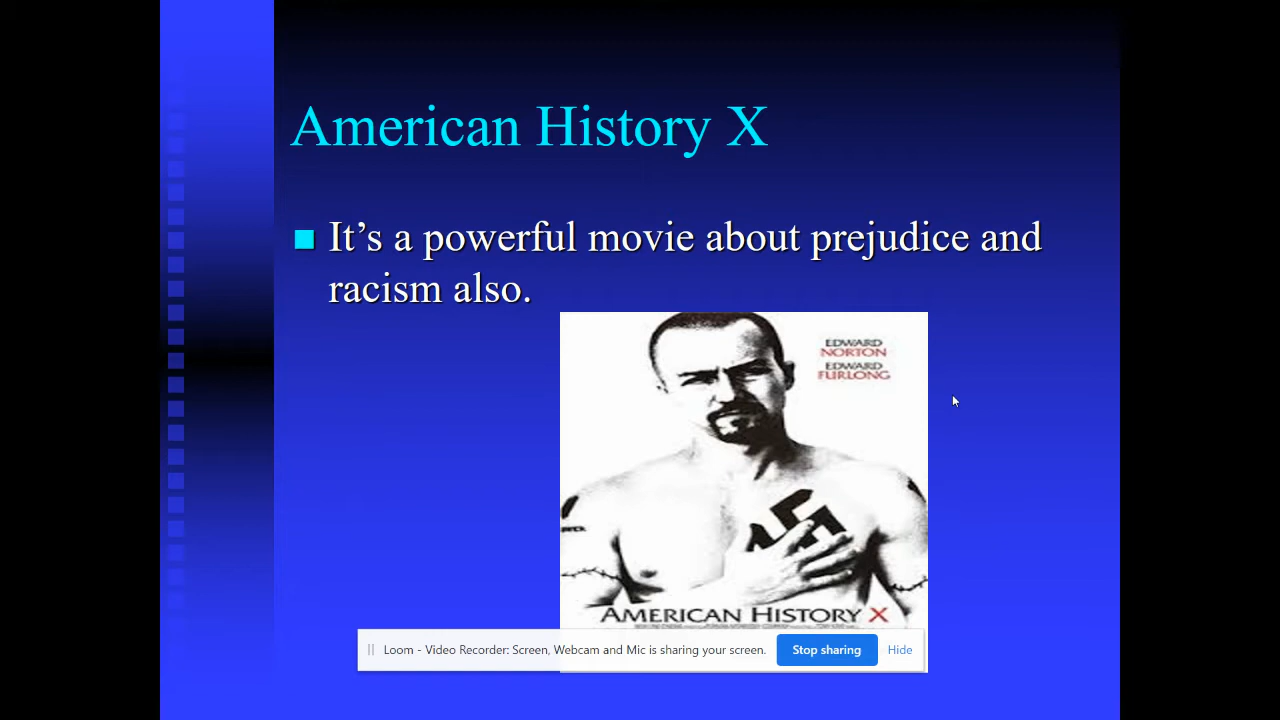 American History X
It’s a powerful movie about prejudice and
racism also.
EDWARD
NORTON
EDWARD
FURLONG
AMERICAN HISTORY X
Loom - Video Recorder: Screen, Webcam and Mic is sharing your screen.
Stop sharing
Hide